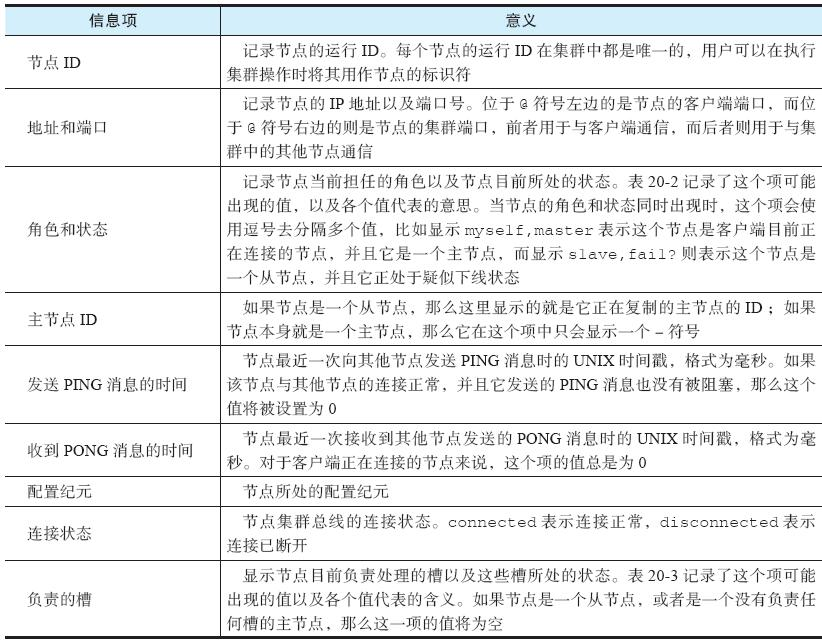 信息项 意义
节点 ID
记录节点的运行 ID。每个节点的运行 ID 在集群中都是唯一的，用户可以在执行
集群操作时将其用作节点的标识符
地址和端口
记录节点的 IP 地址以及端口号。位于 @ 符号左边的是节点的客户端端口，而位
于 @ 符号右边的则是节点的集群端口，前者用于与客户端通信，而后者则用于与集
群中的其他节点通信
角色和状态
记录节点当前担任的角色以及节点目前所处的状态。表 20-2 记录了这个项可能
出现的值，以及各个值代表的意思。当节点的角色和状态同时出现时，这个项会使
用逗号去分隔多个值，比如显示 myself,master 表示这个节点是客户端目前正
在连接的节点，并且它是一个主节点，而显示 slave,fail? 则表示这个节点是
一个从节点，并且它正处于疑似下线状态
主节点 ID
如果节点是一个从节点，那么这里显示的就是它正在复制的主节点的 ID；如果
节点本身就是一个主节点，那么它在这个项中只会显示一个 – 符号
发送 PING 消息的时间
节点最近一次向其他节点发送 PING 消息时的 UNIX 时间戳，格式为毫秒。如果
该节点与其他节点的连接正常，并且它发送的 PING 消息也没有被阻塞，那么这个
值将被设置为 0
收到 PONG 消息的时间
节点最近一次接收到其他节点发送的 PONG 消息时的 UNIX 时间戳，格式为毫
秒。对于客户端正在连接的节点来说，这个项的值总是为 0
配置纪元
节点所处的配置纪元
连接状态
节点集群总线的连接状态。connected 表示连接正常，disconnected 表示
连接已断开
负责的槽
显示节点目前负责处理的槽以及这些槽所处的状态。表 20-3 记录了这个项可能
出现的值以及各个值代表的含义。如果节点是一个从节点，或者是一个没有负责任
何槽的主节点，那么这一项的值将为空